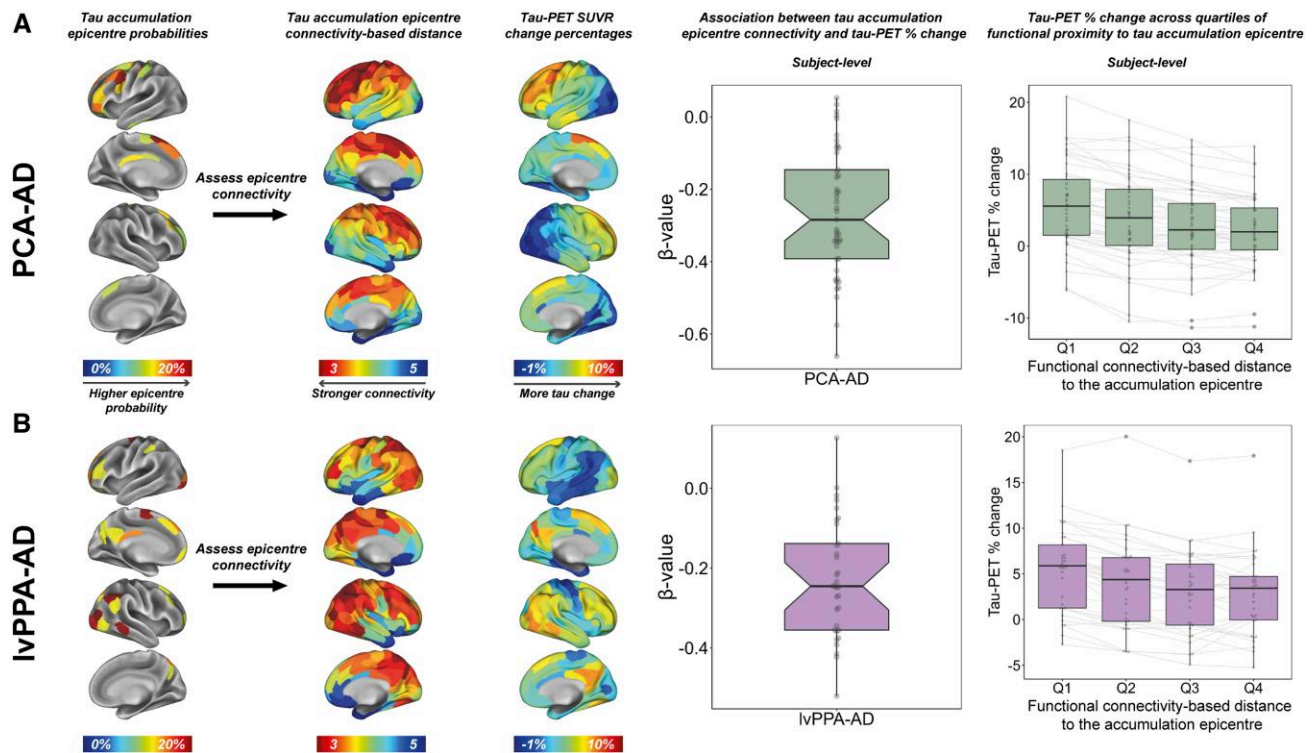 A
Tau accumulation
epicentre probabilities
Tau accumulation epicentre
connectivity-based distance
Tau-PET SUVR
change percentages
Association between tau accumulation
epicentre connectivity and tau-PET % change
Tau-PET % change across quartiles of
functional proximity to tau accumulation epicentre
Subject-level
Subject-level
PCA-AD
Assess epicentre
connectivity
0% 20%
Higher epicentre
probability
3 5
Stronger connectivity
-1% 10%
More tau change
β-value
0.0
-0.2
-0.4
-0.6
PCA-AD
Tau-PET % change
20
10
0
-10
Q1 Q2 Q3 Q4
Functional connectivity-based distance
to the accumulation epicentre
B
lvPPA-AD
Assess epicentre
connectivity
0% 20%
3 5
-1% 10%
β-value
0.0
-0.2
-0.4
lvPPA-AD
Tau-PET % change
20
15
10
5
0
-5
Q1 Q2 Q3 Q4
Functional connectivity-based distance
to the accumulation epicentre